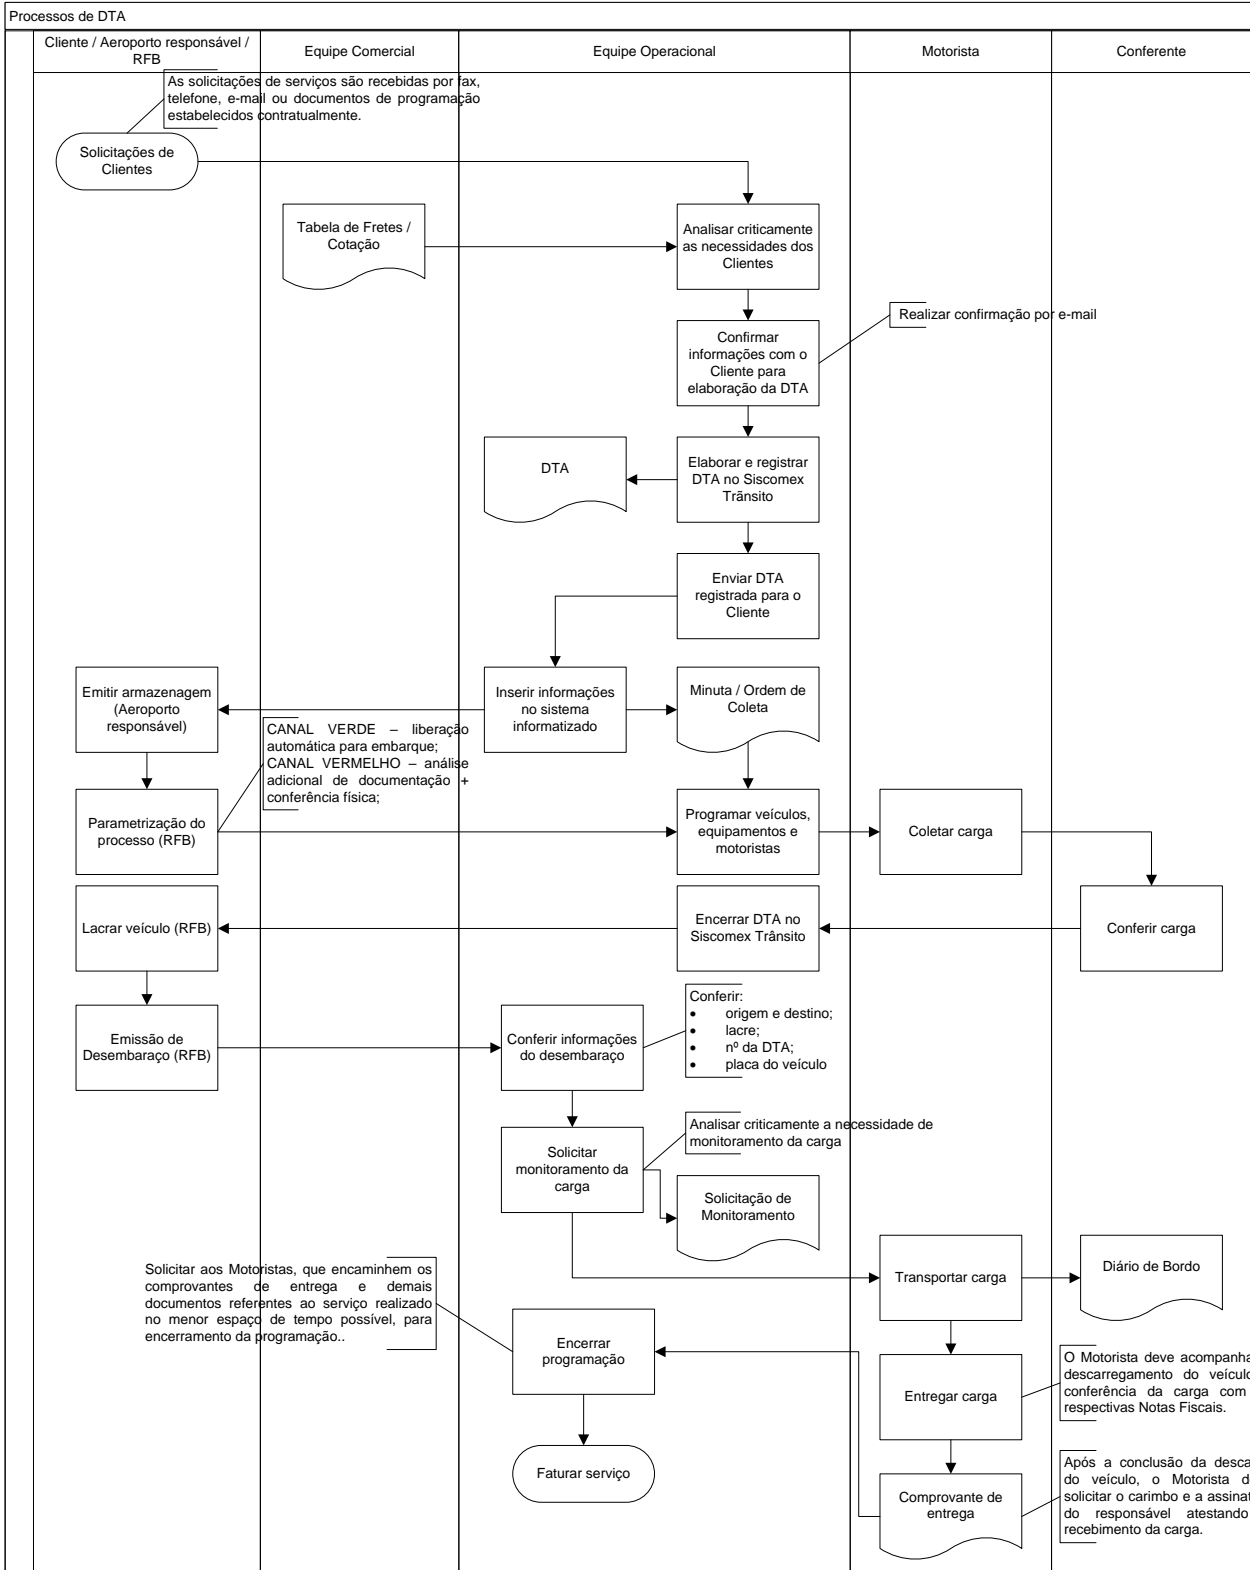 Processos de DTA
Cliente / Aeroporto responsável /
RFB
Equipe Comercial
Equipe Operacional
Motorista
Conferente
As solicitações de serviços são recebidas por fax,
telefone, e-mail ou documentos de programação
estabelecidos contratualmente.
Solicitações de
Clientes
Tabela de Fretes /
Cotação
Analisar criticamente
as necessidades dos
Clientes
Realizar confirmação por e-mail
Confirmar
informações com o
Cliente para
elaboração da DTA
DTA
Elaborar e registrar
DTA no Siscomex
Trânsito
Enviar DTA
registrada para o
Cliente
Emitir armazenagem
(Aeroporto
responsável)
Inserir informações
no sistema
informatizado
Minuta / Ordem de
Coleta
CANAL VERDE – liberação
automática para embarque;
CANAL VERMELHO – análise
adicional de documentação +
conferência física;
Parametrização do
processo (RFB)
Programar veículos,
equipamentos e
motoristas
Coletar carga
Lacrar veículo (RFB)
Encerrar DTA no
Siscomex Trânsito
Conferir carga
Emissão de
Desembaraço (RFB)
Conferir informações
do desembaraço
Conferir:
• origem e destino;
• lacre;
• nº da DTA;
• placa do veículo
Analisar criticamente a necessidade de
monitoramento da carga
Solicitar
monitoramento da
carga
Solicitação de
Monitoramento
Solicitar aos Motoristas, que encaminhem os
comprovantes de entrega e demais
documentos referentes ao serviço realizado
no menor espaço de tempo possível, para
encerramento da programação..
Transportar carga
Diário de Bordo
Encerrar
programação
Entregar carga
O Motorista deve acompanha
descarregamento do veículo
conferência da carga com
respectivas Notas Fiscais.
Faturar serviço
Comprovante de
entrega
Após a conclusão da desca
do veículo, o Motorista d
solicitar o carimbo e a assinat
do responsável atestando
recebimento da carga.